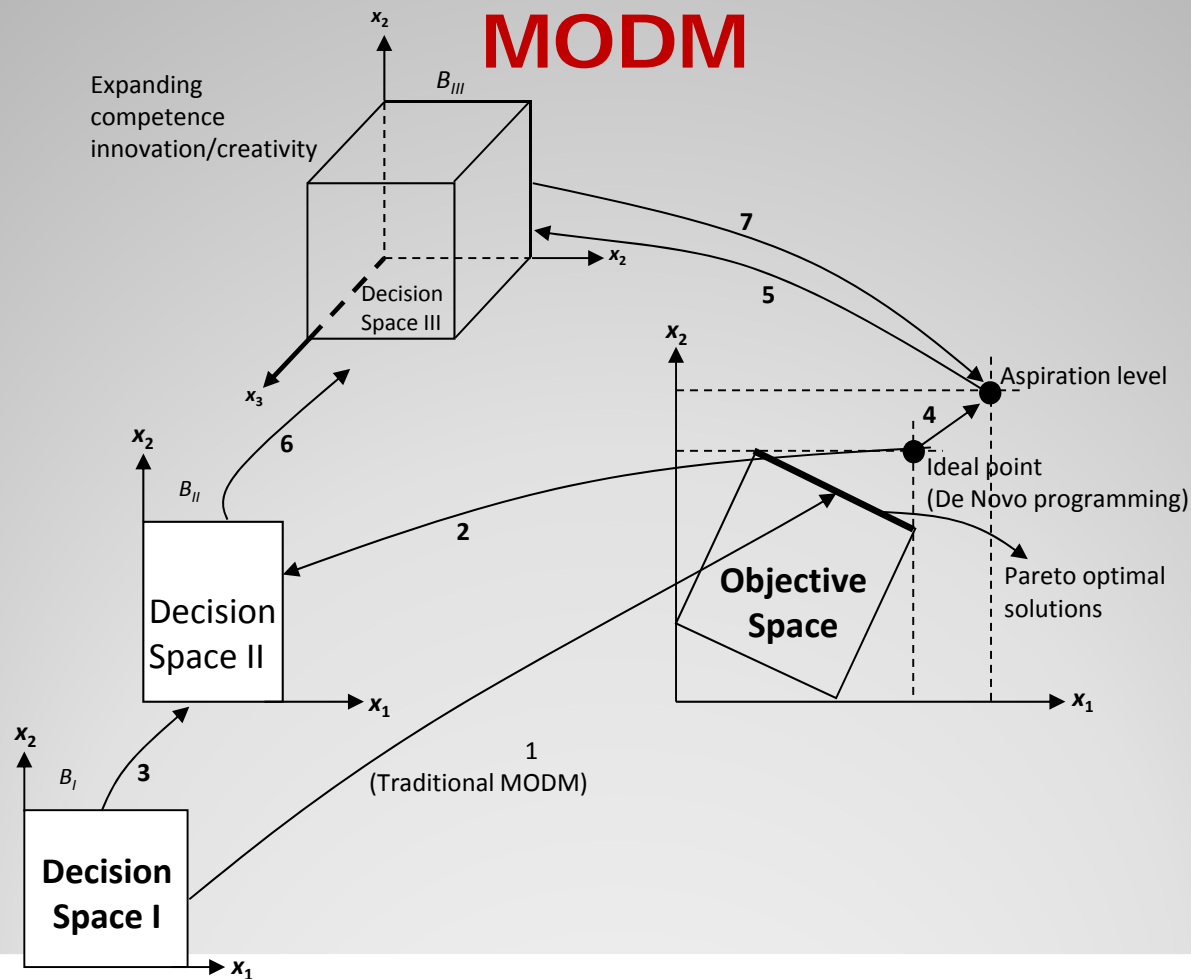 MODM
x2
Expanding
competence
innovation/creativity
BIII
7
x2
5
Decision
Space III
x3
x2
Aspiration level
4
6
x2
Ideal point
(De Novo programming)
BII
2
Objective
Space
Pareto optimal
solutions
Decision
Space II
x1
x1
x2
BI
3
1
(Traditional MODM)
Decision
Space I
x1